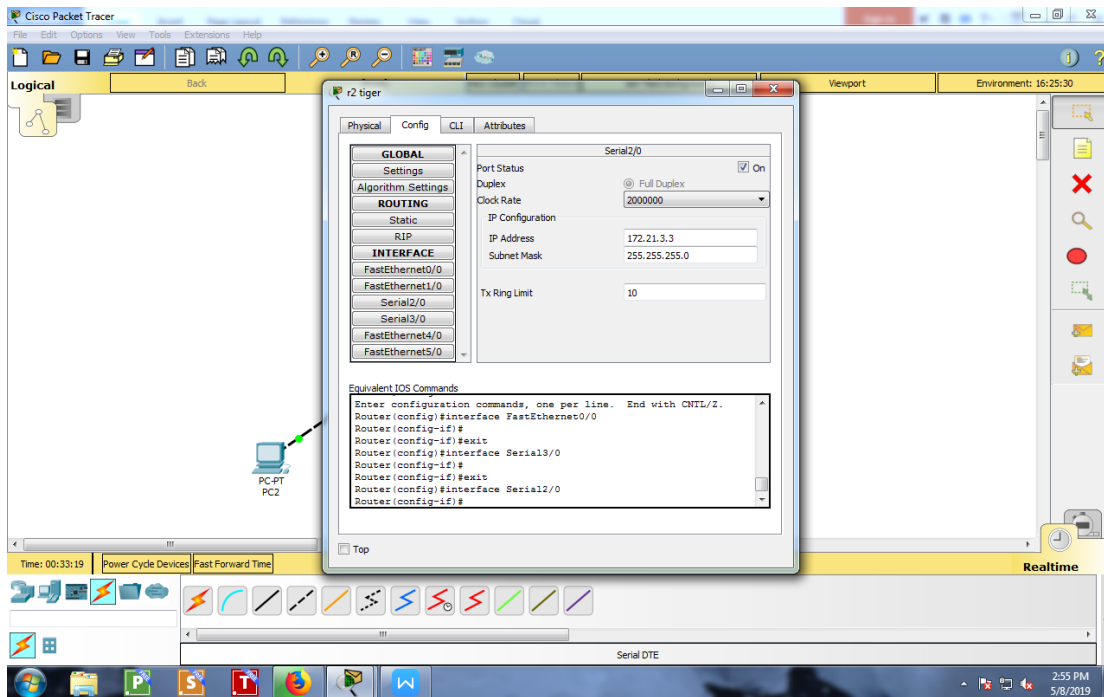 Cisco Packet Tracer
File Edit Options View Tools Extensions Help
Logical
Back
Viewport
Environment: 16:25:30
r2 tiger
Physical Config CLI Attributes
GLOBAL
Settings
Algorithm Settings
ROUTING
Static
RIP
INTERFACE
FastEthernet0/0
FastEthernet1/0
Serial2/0
Serial3/0
FastEthernet4/0
FastEthernet5/0
Serial2/0
Port Status On
Duplex Full Duplex
Clock Rate 2000000
IP Configuration
IP Address 172.21.3.3
Subnet Mask 255.255.255.0
Tx Ring Limit 10
Equivalent IOS Commands
Enter configuration commands, one per line. End with CNTL/Z.
Router(config)#interface FastEthernet0/0
Router(config-if)#
Router(config-if)#exit
Router(config)#interface Serial3/0
Router(config-if)#
Router(config-if)#exit
Router(config)#interface Serial2/0
Router(config-if)#
Top
PC-PT
PC2
Time: 00:33:19 Power Cycle Devices Fast Forward Time
Realtime
Serial DTE
2:55 PM
5/8/2019